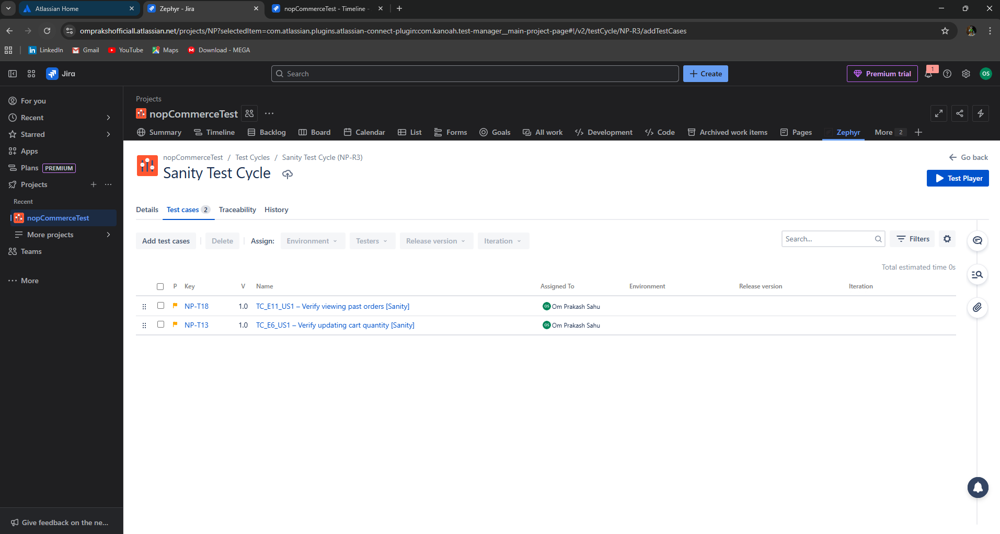 Atlassian Home
Zephyr - Jira
nopCommerceTest - Timeline -
omprakshofficiall.atlassian.net/projects/NP?selectedItem=com.atlassian.plugins.atlassian-connect-plugin:com.kanoah.test-manager__main-project-page#!/v2/testCycle/NP-R3/addTestCases
LinkedIn Gmail YouTube Maps Download - MEGA
Jira
Search
Create
Premium trial
1
OS
For you
Recent
Starred
Apps
Plans PREMIUM
Projects
Recent
nopCommerceTest
More projects
Teams
More
Give feedback on the ne...
Projects
nopCommerceTest
Summary Timeline Backlog Board Calendar List Forms Goals All work Development Code Archived work items Pages Zephyr More 2
nopCommerceTest / Test Cycles / Sanity Test Cycle (NP-R3)
Go back
Sanity Test Cycle
Test Player
Details Test cases 2 Traceability History
Add test cases Delete Assign: Environment Testers Release version Iteration
Search... Filters
Total estimated time 0s
P Key V Name Assigned To Environment Release version Iteration
NP-T18 1.0 TC_E11_US1 – Verify viewing past orders [Sanity] OS Om Prakash Sahu
NP-T13 1.0 TC_E6_US1 – Verify updating cart quantity [Sanity] OS Om Prakash Sahu